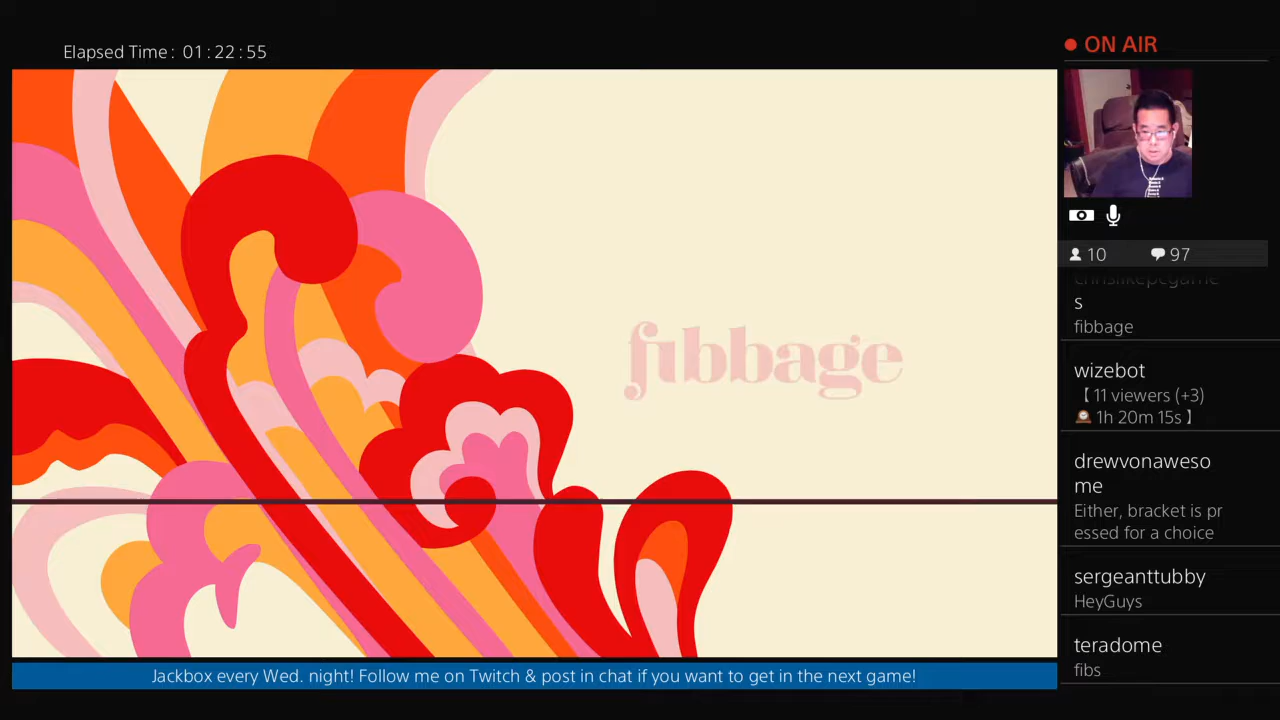 Elapsed Time: 01:22:55
ON AIR
fibbage
10 97
s
fibbage
wizebot
【11 viewers (+3)
1h 20m 15s】
drewvonaweso
me
Either, bracket is pr
essed for a choice
sergeanttubby
HeyGuys
teradome
fibs
Jackbox every Wed. night! Follow me on Twitch & post in chat if you want to get in the next game!